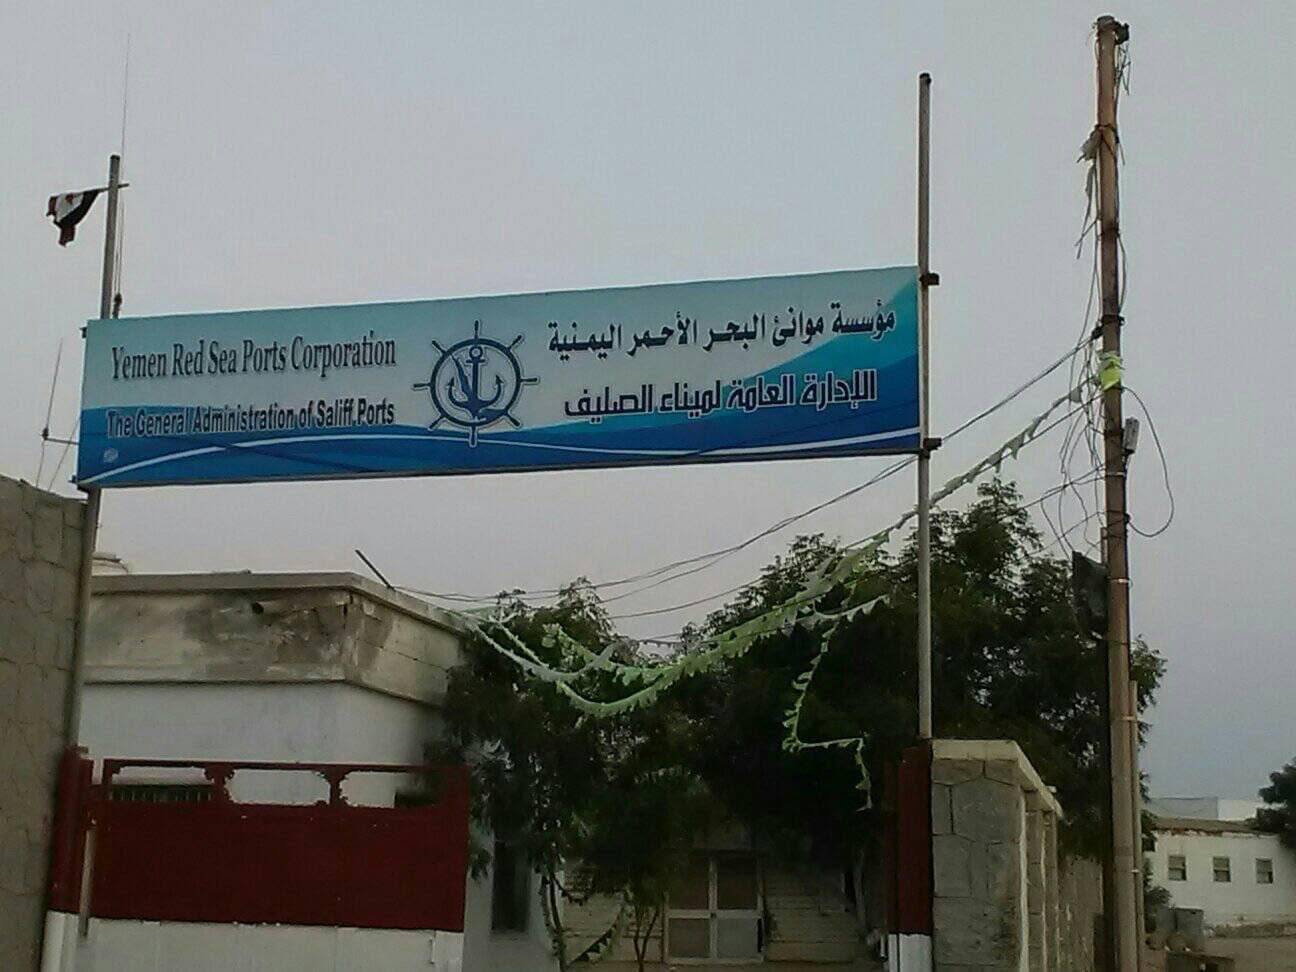 Yemen Red Sea Ports Corporation
The General Administration of Saliff Ports
مؤسسة موانئ البحر الأحمر اليمنية
الإدارة العامة لميناء الصليف